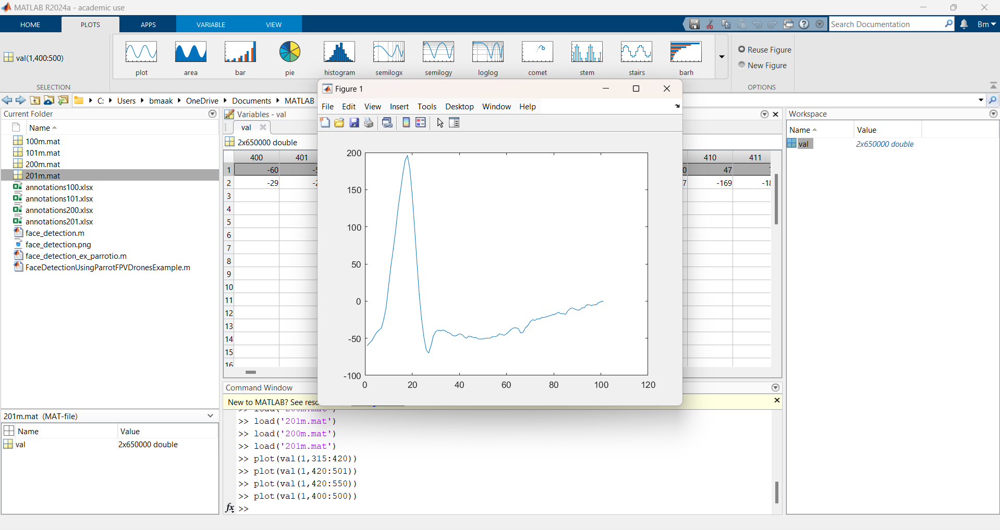 MATLAB R2024a - academic use
HOME PLOTS APPS VARIABLE VIEW
Search Documentation Bm
val(1,400:500)
plot area bar pie histogram semilogx semilogy loglog comet stem stairs barh
Reuse Figure
New Figure
SELECTION OPTIONS
C: Users bmaak OneDrive Documents MATLAB
Current Folder
Name
100m.mat
101m.mat
200m.mat
201m.mat
annotations100.xlsx
annotations101.xlsx
annotations200.xlsx
annotations201.xlsx
face_detection.m
face_detection.png
face_detection_ex_parrotio.m
FaceDetectionUsingParrotFPVDronesExample.m
201m.mat (MAT-file)
Name Value
val 2x650000 double
Variables - val
val
2x650000 double
400 401 410 411
1 -60 47
2 -29 -169
3
4
5
6
7
8
9
10
11
12
13
14
15
16
Figure 1
File Edit View Insert Tools Desktop Window Help
200
150
100
50
0
-50
-100
0 20 40 60 80 100 120
Command Window
New to MATLAB? See
>> load('201m.mat')
>> load('200m.mat')
>> load('201m.mat')
>> plot(val(1,315:420))
>> plot(val(1,420:501))
>> plot(val(1,420:550))
>> plot(val(1,400:500))
fx >>
Workspace
Name Value
val 2x650000 double